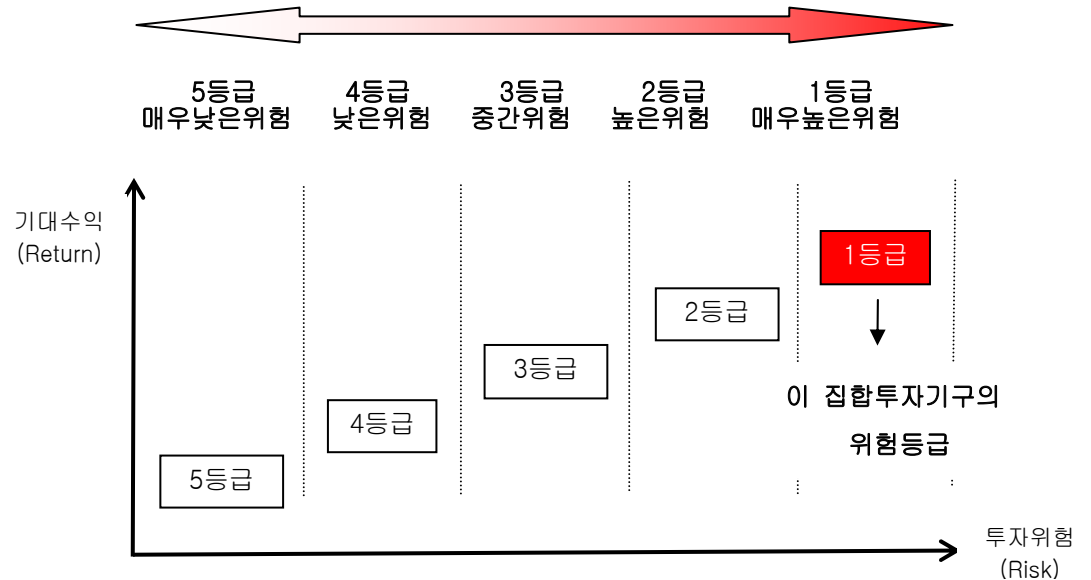 5등급
매우낮은위험
4등급
낮은위험
3등급
중간위험
2등급
높은위험
1등급
매우높은위험
기대수익
(Return)
1등급
2등급
3등급
이 집합투자기구의
위험등급
4등급
5등급
투자위험
(Risk)